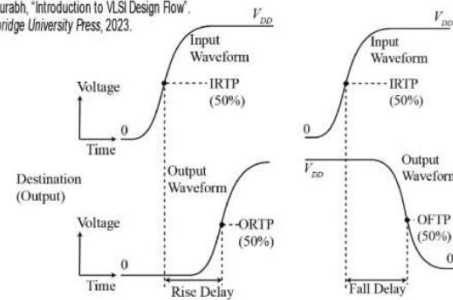 urabh, “Introduction to VLSI Design Flow”.
bridge University Press, 2023.
V_DD
Input
Waveform
Voltage
IRTP
(50%)
0
Time
V_DD
Input
Waveform
IRTP
(50%)
0
Destination
(Output)
Output
Waveform
Voltage
ORTP
(50%)
0
Time
Rise Delay
V_DD
Output
Waveform
OFTP
(50%)
0
Fall Delay